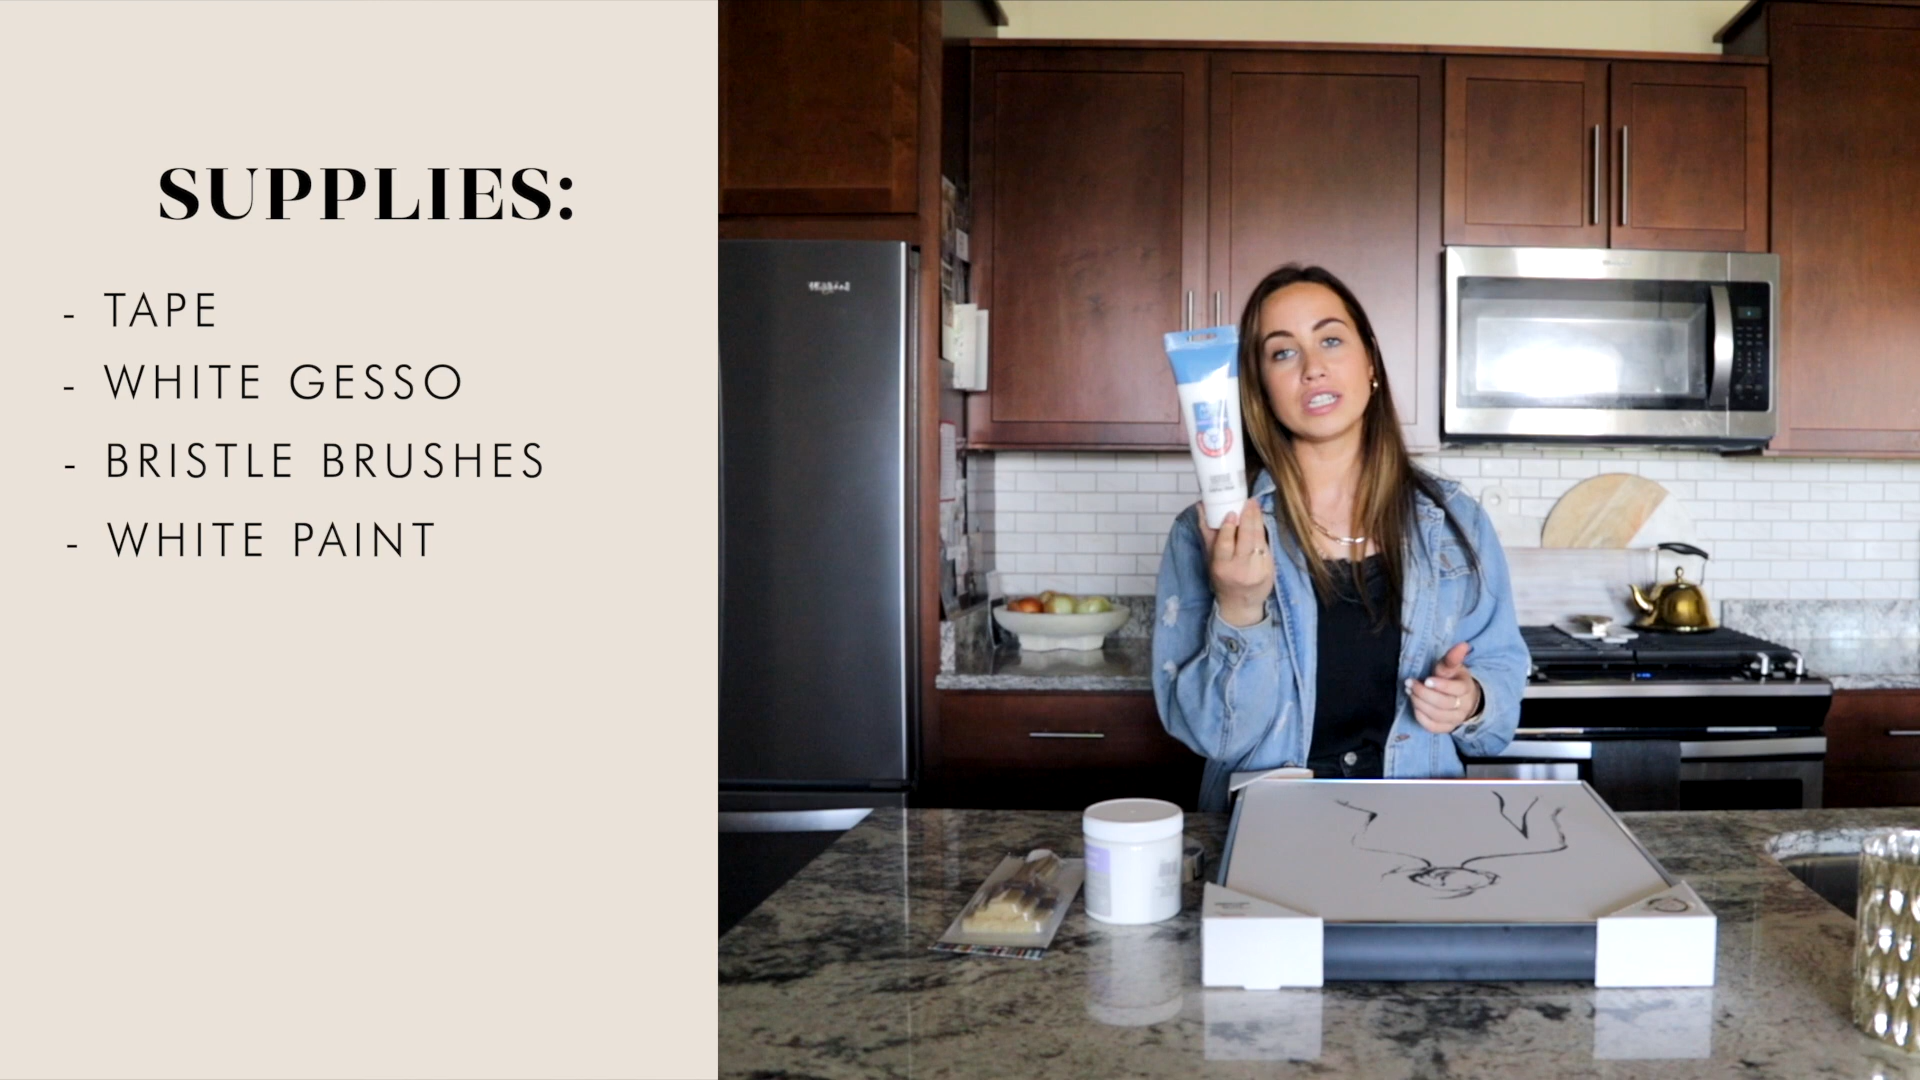 SUPPLIES:
- TAPE
- WHITE GESSO
- BRISTLE BRUSHES
- WHITE PAINT